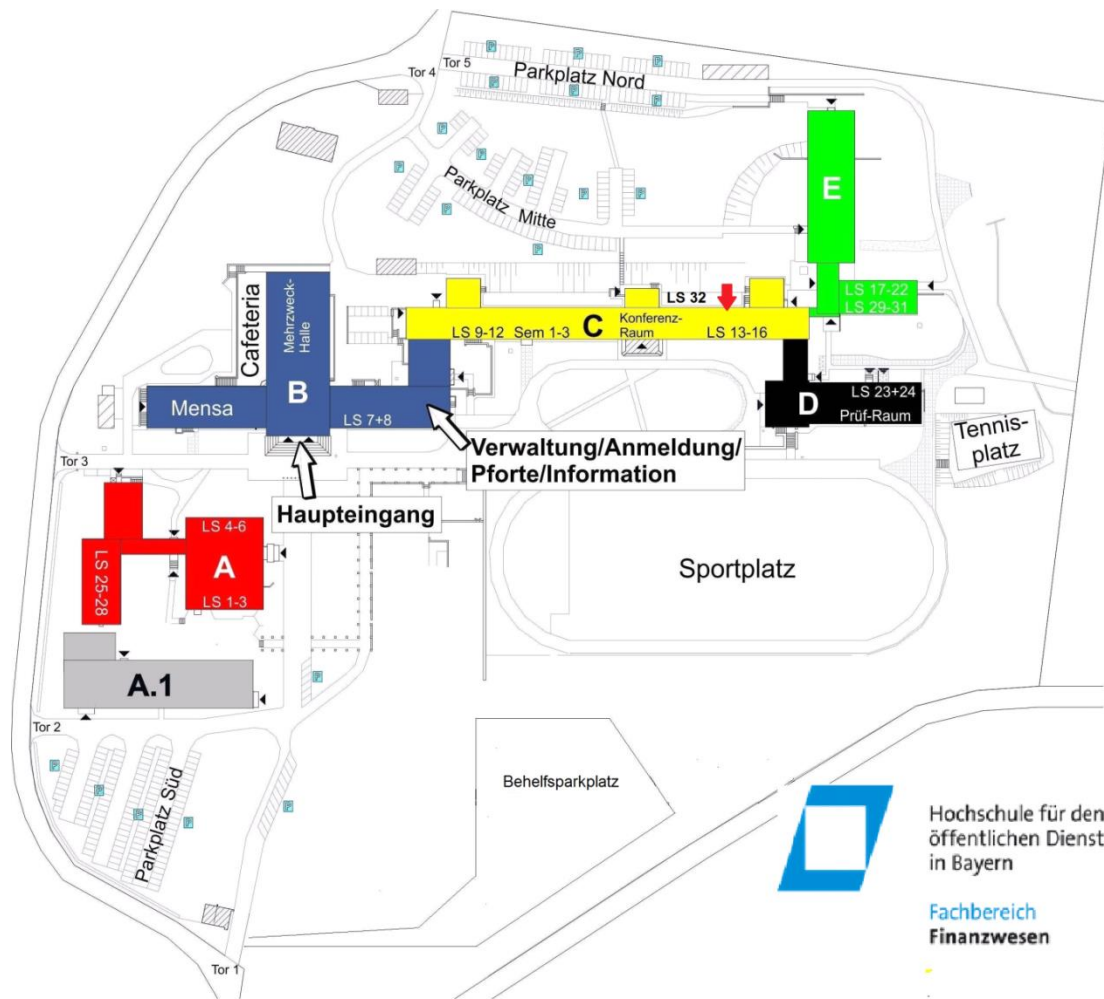 Tor 5
Parkplatz Nord
Tor 4
Parkplatz Mitte
E
Cafeteria
Mehrzweck-
Halle
LS 17-22
LS 29-31
LS 32
LS 9-12 Sem 1-3
C
Konferenz-
Raum
LS 13-16
Mensa
B
LS 7+8
D
LS 23+24
Prüf-Raum
Tennis-
platz
Verwaltung/Anmeldung/
Pforte/Information
Tor 3
Haupteingang
LS 4-6
A
LS 1-3
LS 25-28
Sportplatz
A.1
Tor 2
Parkplatz Süd
Behelfsparkplatz
Tor 1
Hochschule für den
öffentlichen Dienst
in Bayern
Fachbereich
Finanzwesen